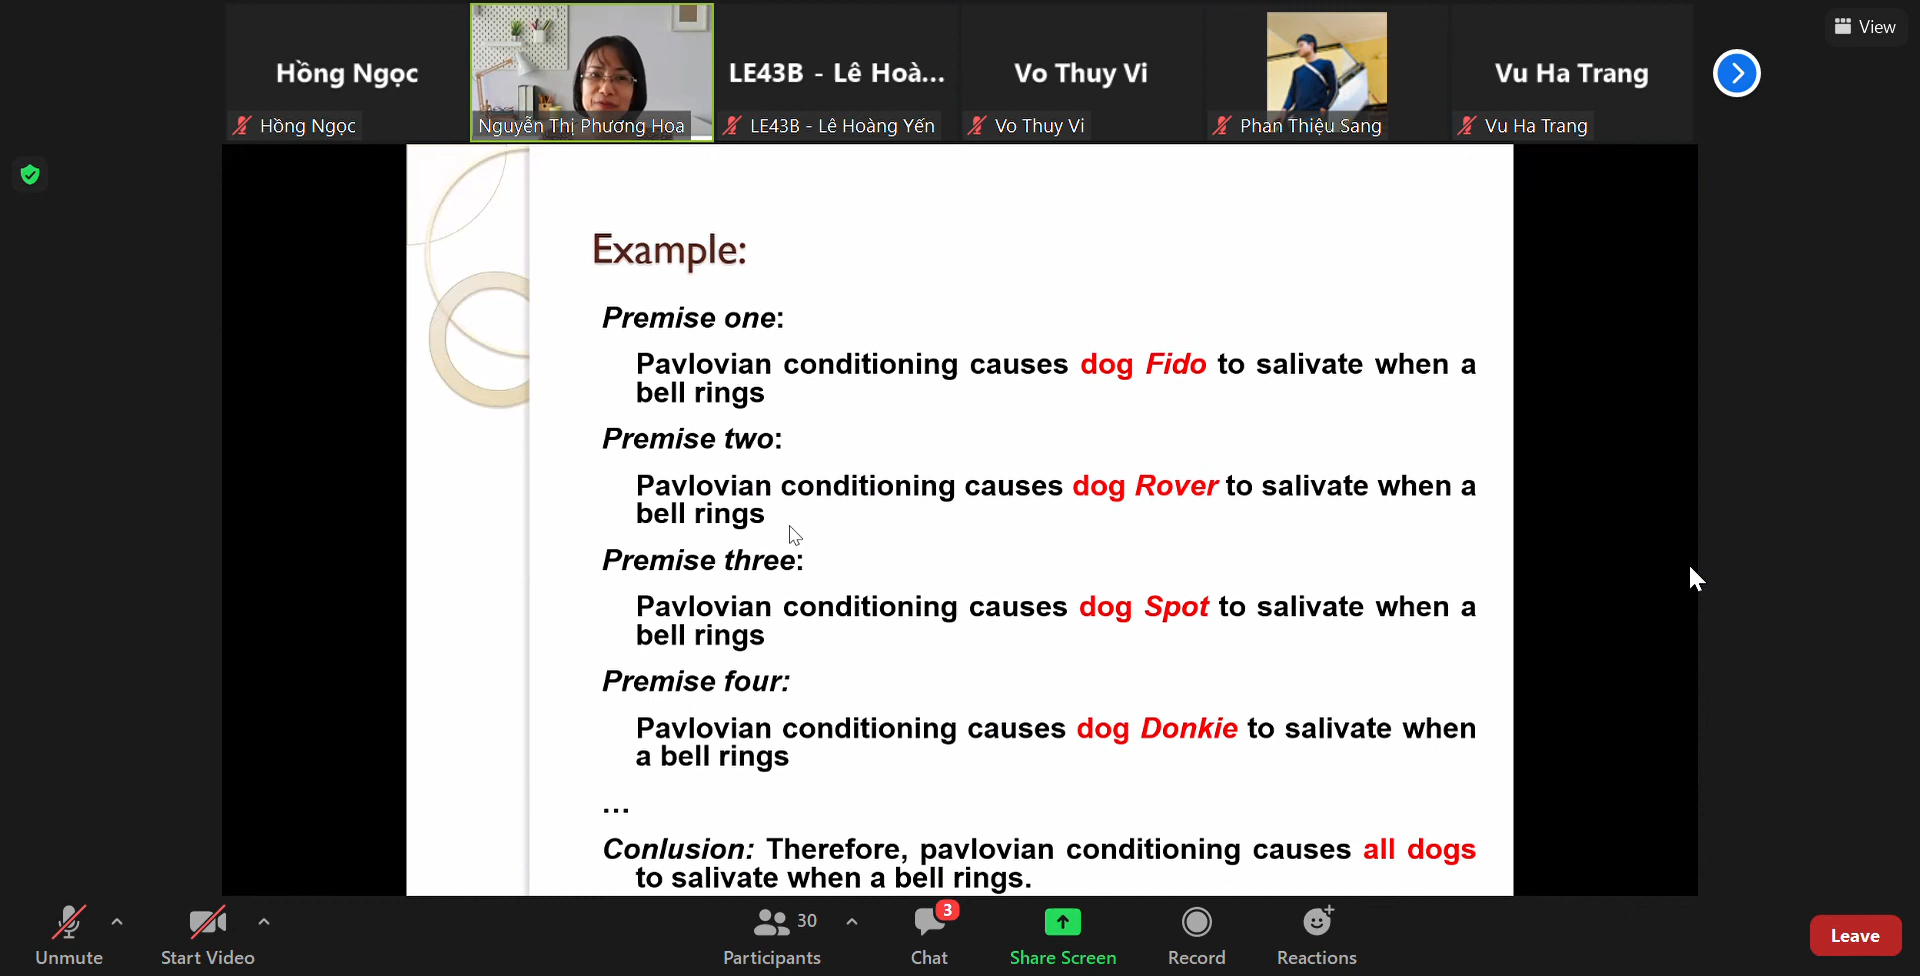 View
Hồng Ngọc
LE43B - Lê Hoà...
Vo Thuy Vi
Vu Ha Trang
Hồng Ngọc
Nguyễn Thị Phương Hoa
LE43B - Lê Hoàng Yến
Vo Thuy Vi
Phan Thiệu Sang
Vu Ha Trang
Example:
Premise one:
Pavlovian conditioning causes dog Fido to salivate when a
bell rings
Premise two:
Pavlovian conditioning causes dog Rover to salivate when a
bell rings
Premise three:
Pavlovian conditioning causes dog Spot to salivate when a
bell rings
Premise four:
Pavlovian conditioning causes dog Donkie to salivate when
a bell rings
...
Conlusion: Therefore, pavlovian conditioning causes all dogs
to salivate when a bell rings.
Unmute
Start Video
30
Participants
3
Chat
Share Screen
Record
Reactions
Leave